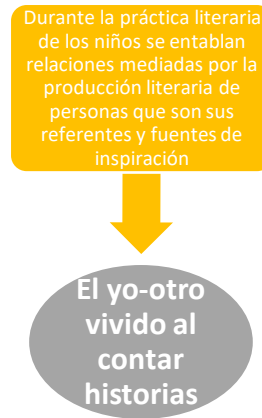 Durante la práctica literaria
de los niños se entablan
relaciones mediadas por la
producción literaria de
personas que son sus
referentes y fuentes de
inspiración
El yo-otro
vivido al
contar
historias